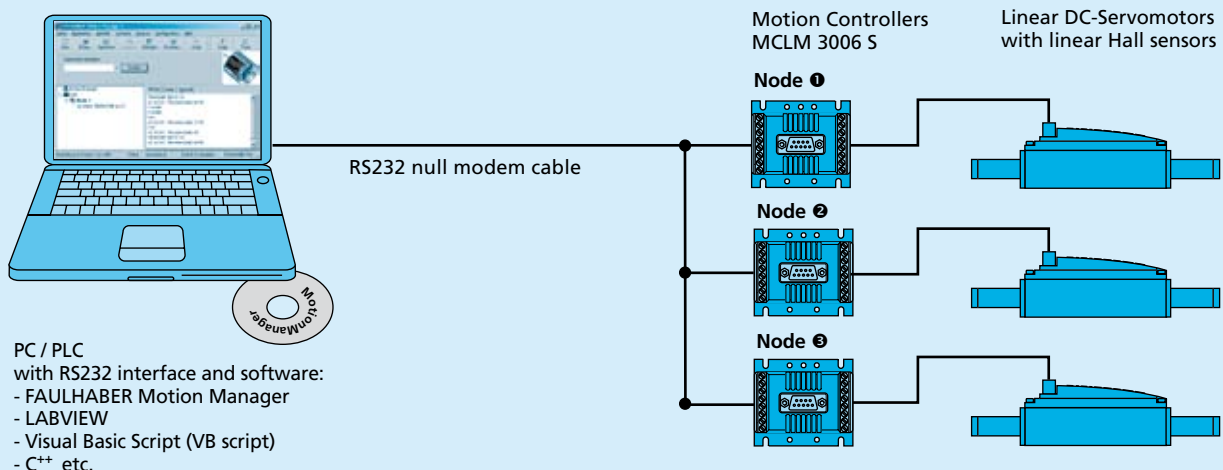 Motion Controllers
MCLM 3006 S
Linear DC-Servomotors
with linear Hall sensors
Node ❶
RS232 null modem cable
Node ❷
Node ❸
MotionManager
PC / PLC
with RS232 interface and software:
- FAULHABER Motion Manager
- LABVIEW
- Visual Basic Script (VB script)
- C⁺⁺ etc.